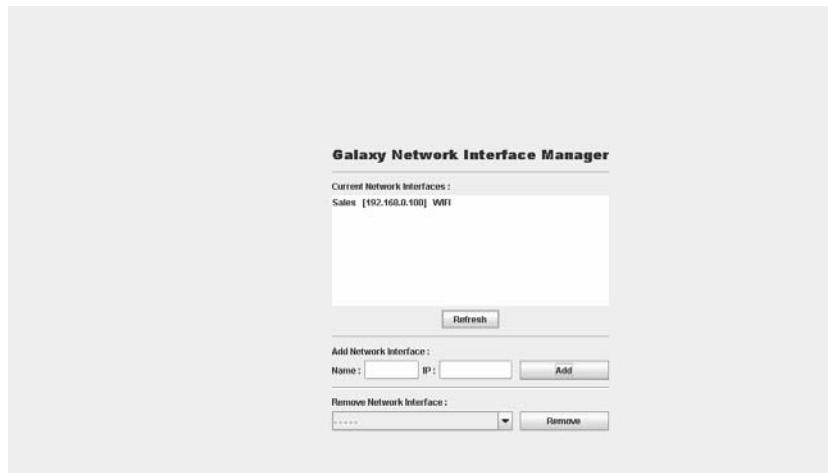 Galaxy Network Interface Manager
Current Network Interfaces :
Sales [192.168.0.100] WIFI
Refresh
Add Network Interface :
Name : IP : Add
Remove Network Interface :
- - - - - Remove